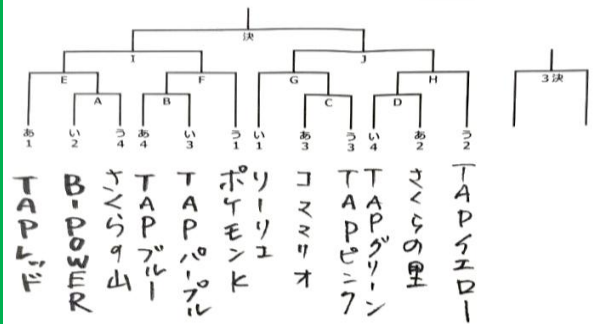 決
I
J
E
F
G
H
3決
A
B
C
D
あ1
い2
う4
あ4
い3
う1
い1
あ3
う3
い4
あ2
う2
TAPレッド
B-POWER
さくらの山
TAPブルー
TAPパープル
ポケモンK
リーリエ
コママリオ
TAPピンク
TAPグリーン
さくらの里
TAPイエロー